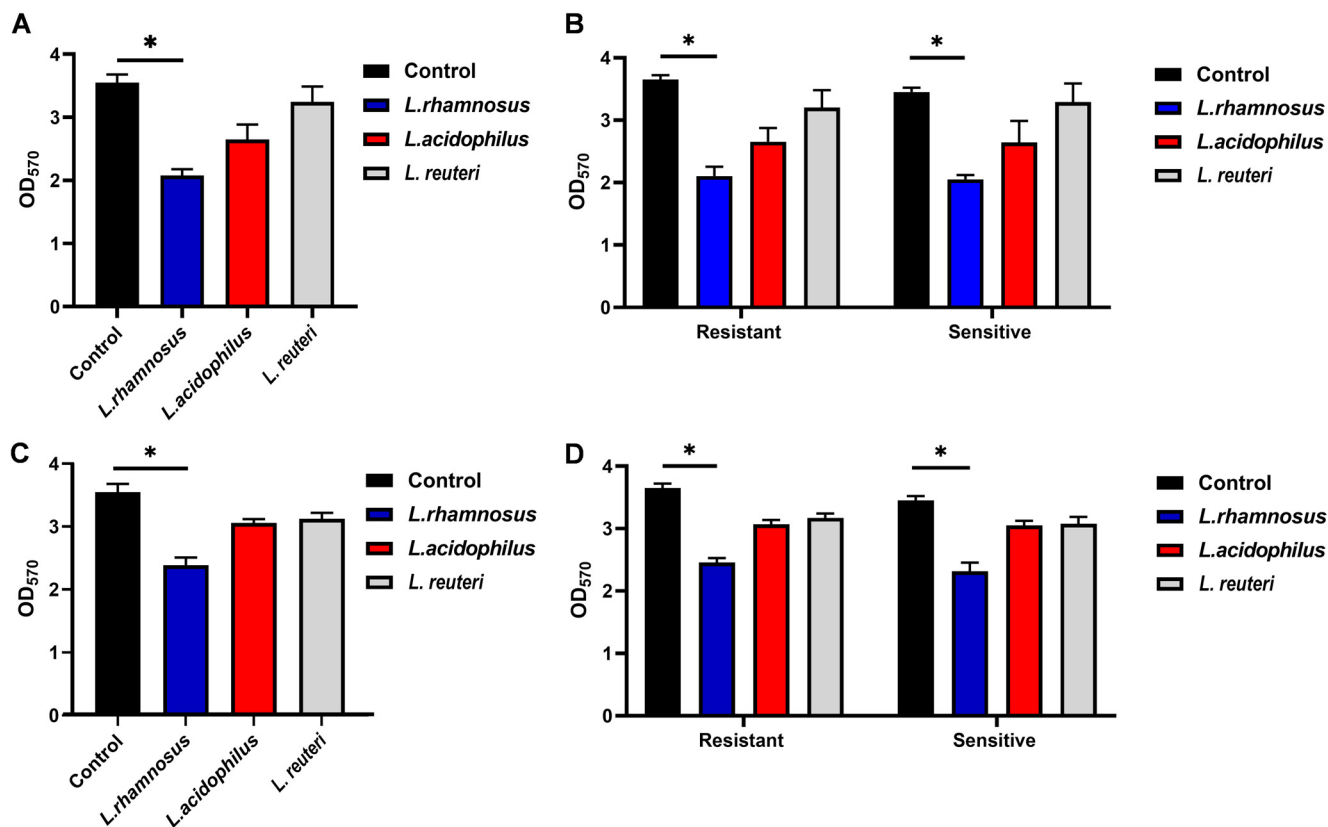 A
*
4
3
2
1
0
OD570
Control
L.rhamnosus
L.acidophilus
L. reuteri
Control
L.rhamnosus
L.acidophilus
L. reuteri
B
*
*
4
3
2
1
0
OD570
Resistant
Sensitive
Control
L.rhamnosus
L.acidophilus
L. reuteri
C
*
4
3
2
1
0
OD570
Control
L.rhamnosus
L.acidophilus
L. reuteri
Control
L.rhamnosus
L.acidophilus
L. reuteri
D
*
*
4
3
2
1
0
OD570
Resistant
Sensitive
Control
L.rhamnosus
L.acidophilus
L. reuteri